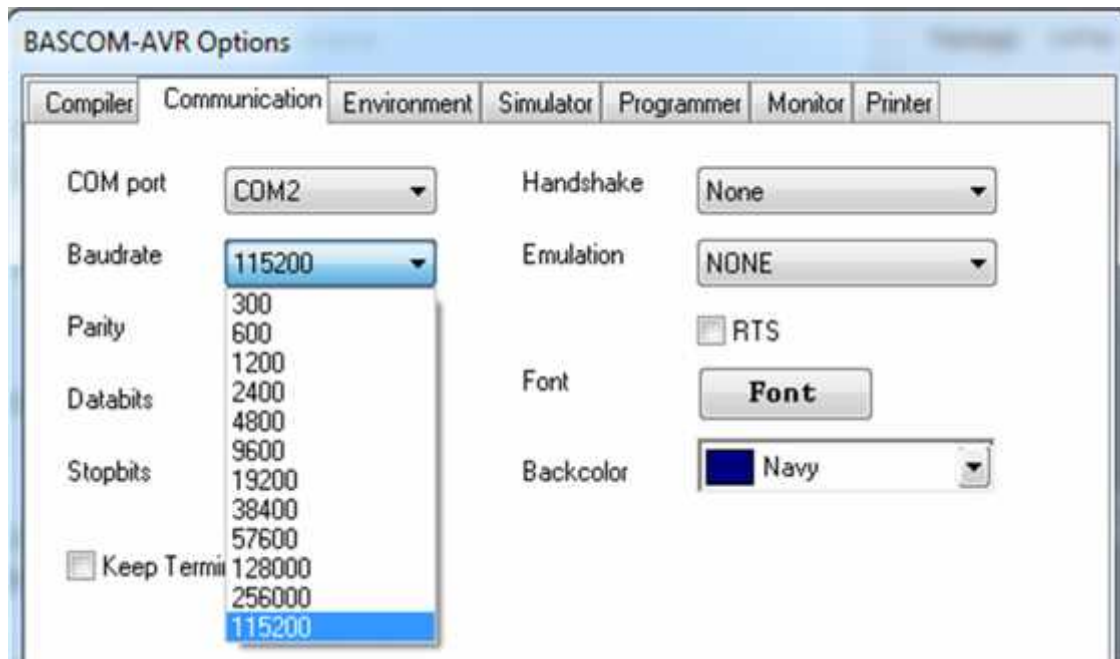 BASCOM-AVR Options
Compiler Communication Environment Simulator Programmer Monitor Printer
COM port COM2 Handshake None
Baudrate 115200 Emulation NONE
300
Parity 600 RTS
1200
2400 Font Font
Databits
4800
9600
Stopbits 19200 Backcolor Navy
38400
57600
Keep Termi 128000
256000
115200